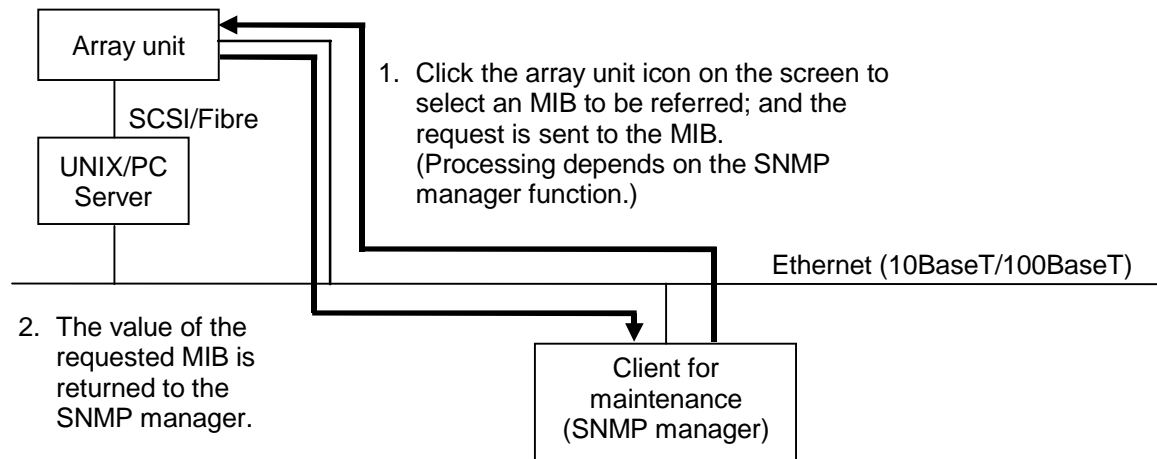 Array unit
SCSI/Fibre
UNIX/PC
Server
1. Click the array unit icon on the screen to
select an MIB to be referred; and the
request is sent to the MIB.
(Processing depends on the SNMP
manager function.)
Ethernet (10BaseT/100BaseT)
2. The value of the
requested MIB is
returned to the
SNMP manager.
Client for
maintenance
(SNMP manager)